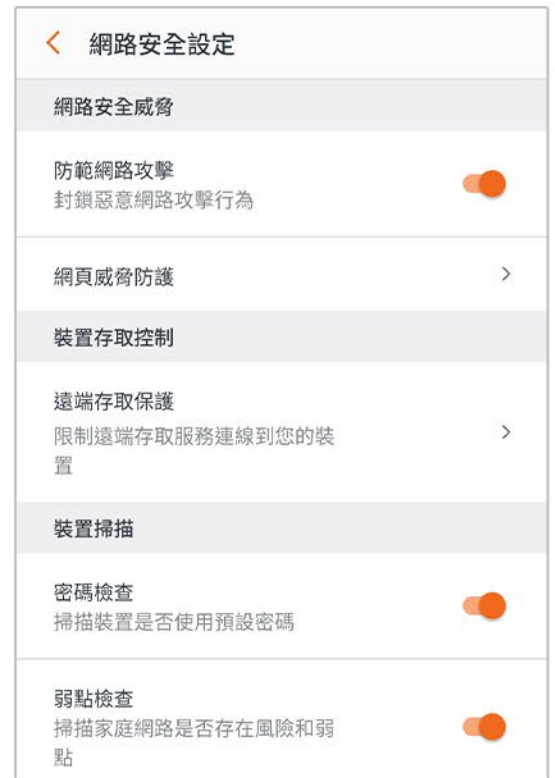 網路安全設定
網路安全威脅
防範網路攻擊
封鎖惡意網路攻擊行為
網頁威脅防護
裝置存取控制
遠端存取保護
限制遠端存取服務連線到您的裝
置
裝置掃描
密碼檢查
掃描裝置是否使用預設密碼
弱點檢查
掃描家庭網路是否存在風險和弱
點